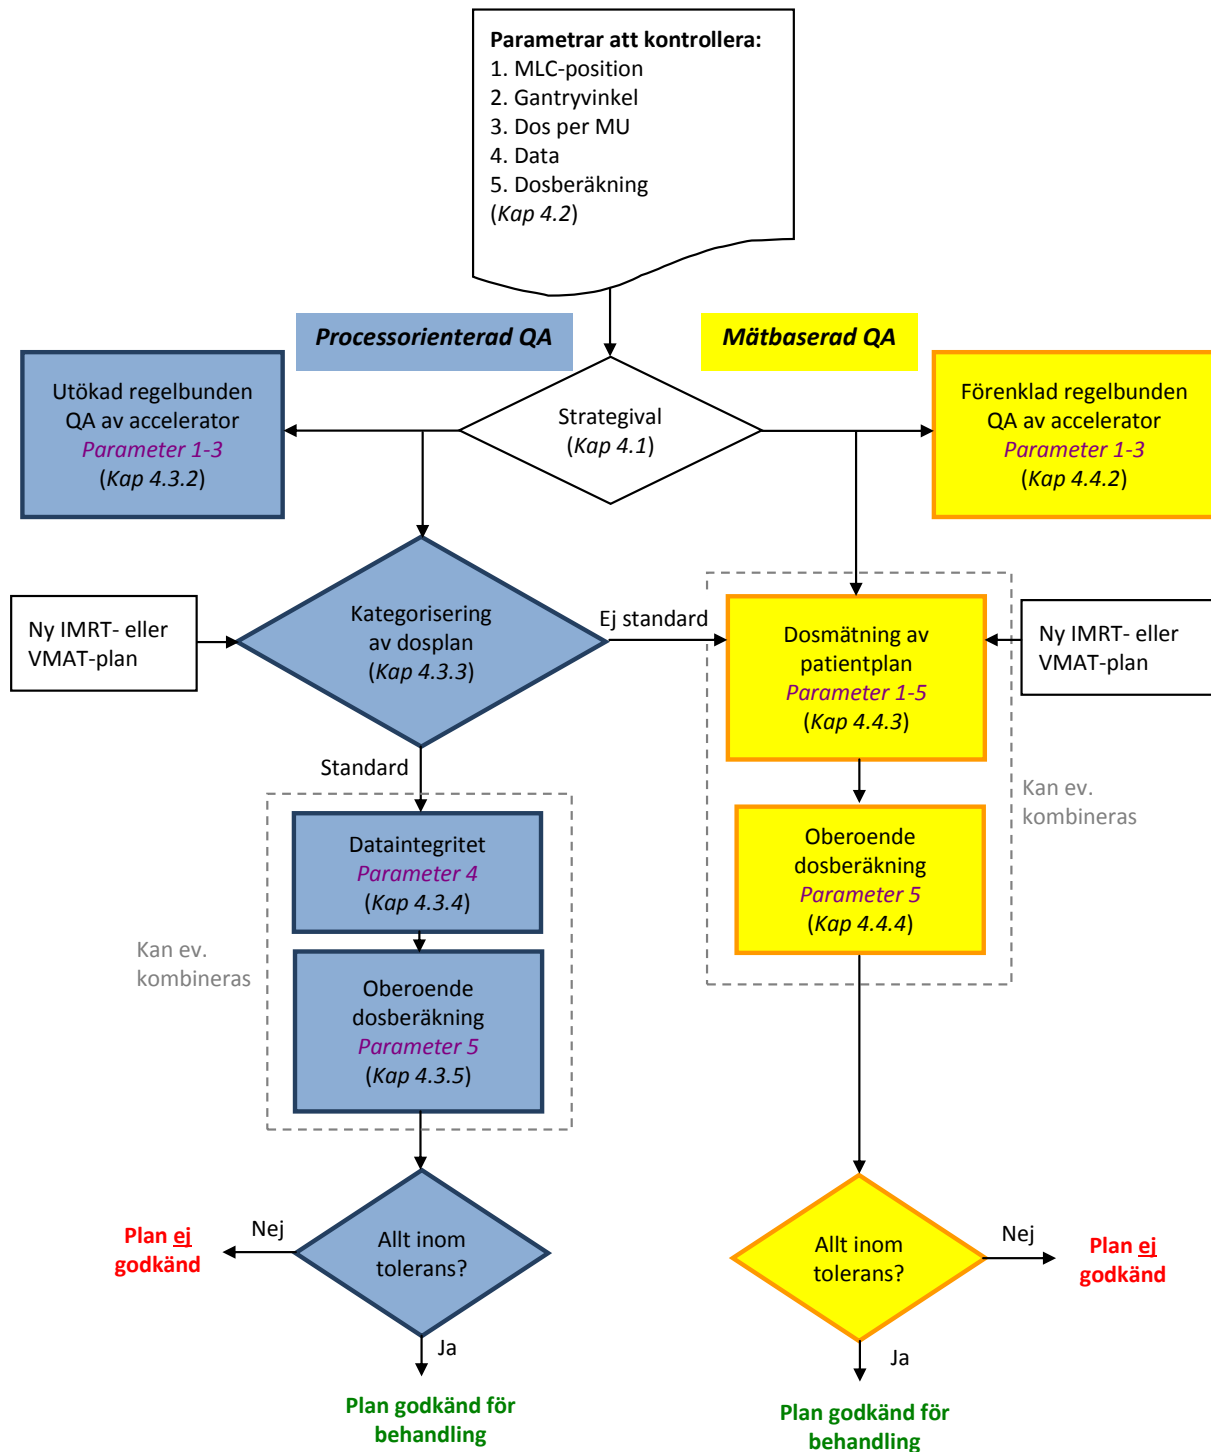 Parametrar att kontrollera:
1. MLC-position
2. Gantryvinkel
3. Dos per MU
4. Data
5. Dosberäkning
(Kap 4.2)
Processorienterad QA
Mätbaserad QA
Utökad regelbunden
QA av accelerator
Parameter 1-3
(Kap 4.3.2)
Strategival
(Kap 4.1)
Förenklad regelbunden
QA av accelerator
Parameter 1-3
(Kap 4.4.2)
Ny IMRT- eller
VMAT-plan
Kategorisering
av dosplan
(Kap 4.3.3)
Ej standard
Dosmätning av
patientplan
Parameter 1-5
(Kap 4.4.3)
Ny IMRT- eller
VMAT-plan
Standard
Kan ev.
kombineras
Dataintegritet
Parameter 4
(Kap 4.3.4)
Oberoende
dosberäkning
Parameter 5
(Kap 4.4.4)
Kan ev.
kombineras
Oberoende
dosberäkning
Parameter 5
(Kap 4.3.5)
Nej
Plan ej
godkänd
Allt inom
tolerans?
Allt inom
tolerans?
Nej
Plan ej
godkänd
Ja
Ja
Plan godkänd för
behandling
Plan godkänd för
behandling